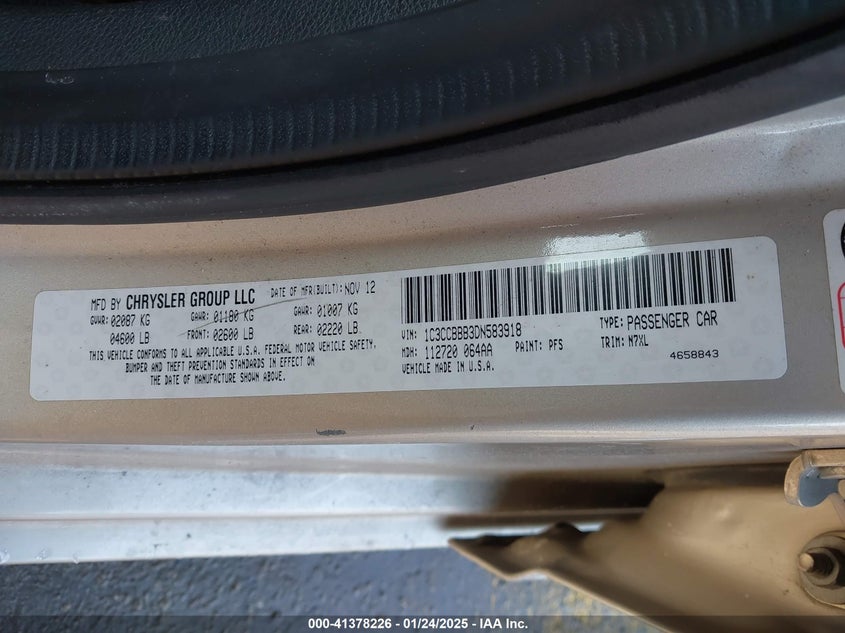 MFD BY CHRYSLER GROUP LLC DATE OF MFR(BUILT): NOV 12
GVWR: 02087 KG GAWR: 01180 KG GAWR: 01007 KG
04600 LB FRONT: 02600 LB REAR: 02220 LB.
THIS VEHICLE CONFORMS TO ALL APPLICABLE U.S.A. FEDERAL MOTOR VEHICLE SAFETY,
BUMPER AND THEFT PREVENTION STANDARDS IN EFFECT ON
THE DATE OF MANUFACTURE SHOWN ABOVE.
VIN: 1C3CCBBB3DN583918 TYPE: PASSENGER CAR
MDH: 112720 064AA PAINT: PFS TRIM: N7XL
VEHICLE MADE IN U.S.A. 4658843
000-41378226 - 01/24/2025 - IAA Inc.